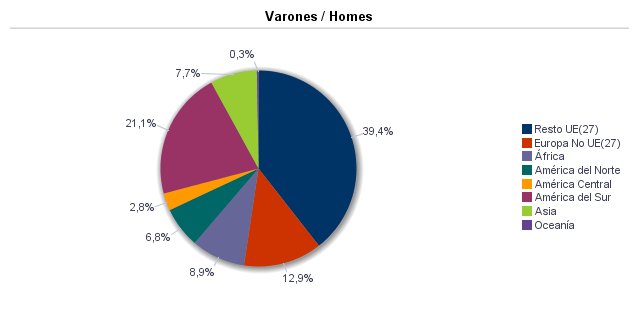 Varones / Homes
0,3%
7,7%
39,4%
21,1%
2,8%
6,8%
8,9%
12,9%
Resto UE(27)
Europa No UE(27)
África
América del Norte
América Central
América del Sur
Asia
Oceanía